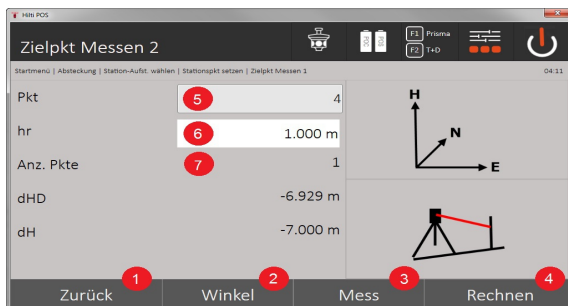 Hilti POS
Zielpkt Messen 2
POC
POS
F1 Prisma
F2 T+D
Startmenü | Absteckung | Station-Aufst. wählen | Stationspkt setzen | Zielpkt Messen 1
04:11
Pkt 5 4
hr 6 1.000 m
Anz. Pkte 7 1
dHD -6.929 m
dH -7.000 m
H
N
E
1 2 3 4
Zurück Winkel Mess Rechnen